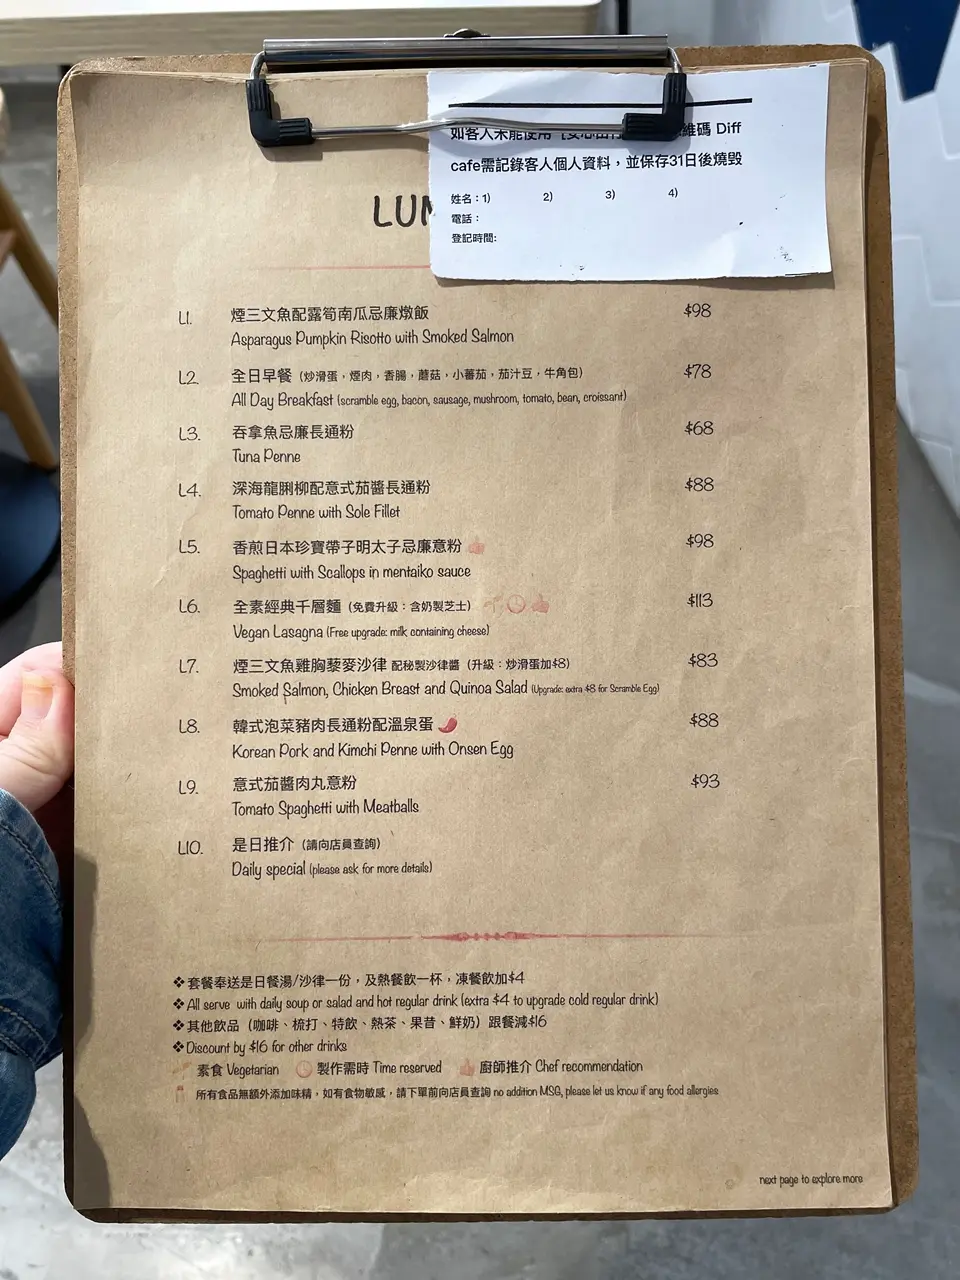 如客人未能使用
維碼 Diff
cafe需記錄客人個人資料，並保存31日後燒毀
姓名：1) 2) 3) 4)
電話：
登記時間:
LUN
L1. 煙三文魚配露筍南瓜忌廉燉飯 $98
Asparagus Pumpkin Risotto with Smoked Salmon
L2. 全日早餐（炒滑蛋，煙肉，香腸，蘑菇，小蕃茄，茄汁豆，牛角包） $78
All Day Breakfast (scramble egg, bacon, sausage, mushroom, tomato, bean, croissant)
L3. 吞拿魚忌廉長通粉 $68
Tuna Penne
L4. 深海龍脷柳配意式茄醬長通粉 $88
Tomato Penne with Sole Fillet
L5. 香煎日本珍寶帶子明太子忌廉意粉 $98
Spaghetti with Scallops in mentaiko sauce
L6. 全素經典千層麵（免費升級：含奶製芝士） $113
Vegan Lasagna (Free upgrade: milk containing cheese)
L7. 煙三文魚雞胸藜麥沙律 配秘製沙律醬（升級：炒滑蛋加$8） $83
Smoked Salmon, Chicken Breast and Quinoa Salad (Upgrade: extra $8 for Scramble Egg)
L8. 韓式泡菜豬肉長通粉配溫泉蛋 $88
Korean Pork and Kimchi Penne with Onsen Egg
L9. 意式茄醬肉丸意粉 $93
Tomato Spaghetti with Meatballs
L10. 是日推介（請向店員查詢）
Daily special (please ask for more details)
❖套餐奉送是日餐湯/沙律一份，及熱餐飲一杯，凍餐飲加$4
❖All serve with daily soup or salad and hot regular drink (extra $4 to upgrade cold regular drink)
❖其他飲品（咖啡、梳打、特飲、熱茶、果昔、鮮奶）跟餐減$16
❖Discount by $16 for other drinks
素食 Vegetarian 製作需時 Time reserved 廚師推介 Chef recommendation
所有食品無額外添加味精，如有食物敏感，請下單前向店員查詢 no addition MSG, please let us know if any food allergies
next page to explore more